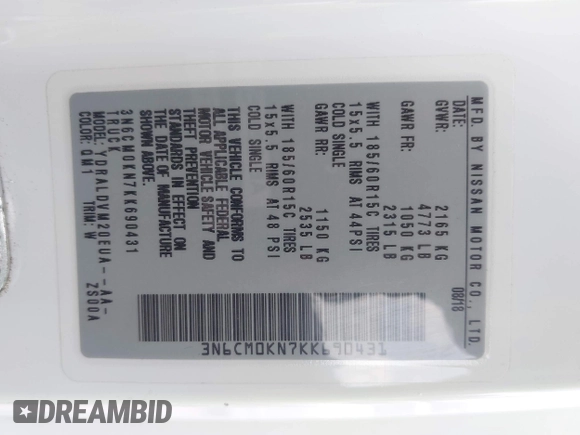 MFD. BY NISSAN MOTOR CO., LTD.
DATE: 08/18
GVWR: 2165 KG
4773 LB
GAWR FR: 1050 KG
2315 LB
WITH 185/60R15C TIRES
15x5.5 RIMS AT 44PSI
COLD SINGLE
GAWR RR: 1150 KG
2535 LB
WITH 185/60R15C TIRES
15x5.5 RIMS AT 48 PSI
COLD SINGLE
THIS VEHICLE CONFORMS TO
ALL APPLICABLE FEDERAL
MOTOR VEHICLE SAFETY AND
THEFT PREVENTION
STANDARDS IN EFFECT ON
THE DATE OF MANUFACTURE
SHOWN ABOVE.
3N6CM0KN7KK690431
TRUCK
MODEL: YDRALDVM20EUA--AA-
COLOR: QM1 TRIM: W ZS00A
3N6CM0KN7KK690431
DREAMBID